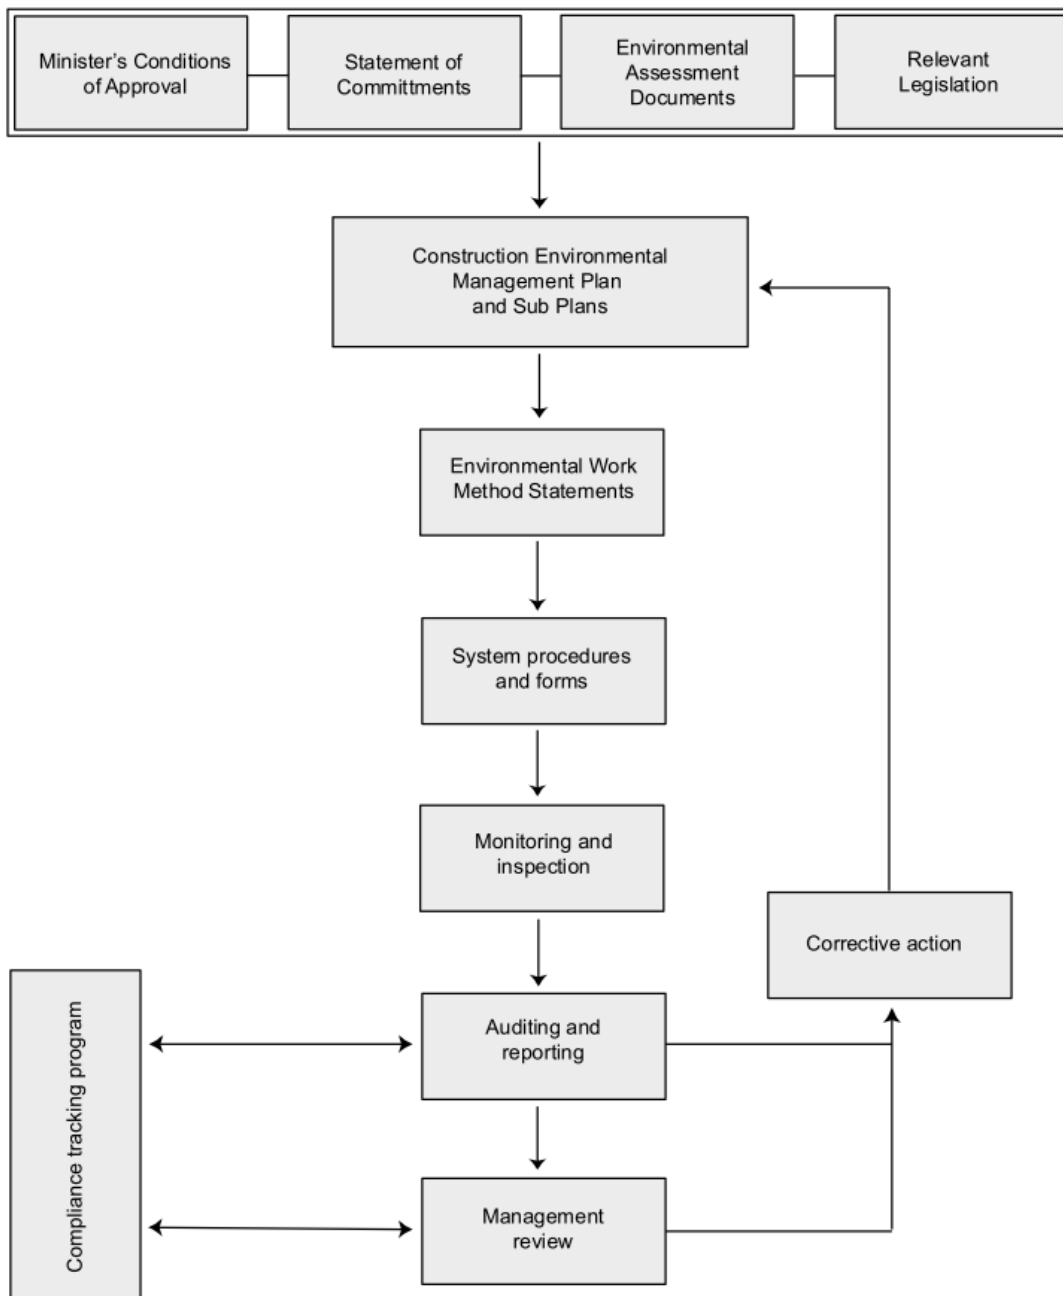 Minister’s Conditions
of Approval
Statement of
Committments
Environmental
Assessment
Documents
Relevant
Legislation
Construction Environmental
Management Plan
and Sub Plans
Environmental Work
Method Statements
System procedures
and forms
Monitoring and
inspection
Corrective action
Auditing and
reporting
Compliance tracking program
Management
review